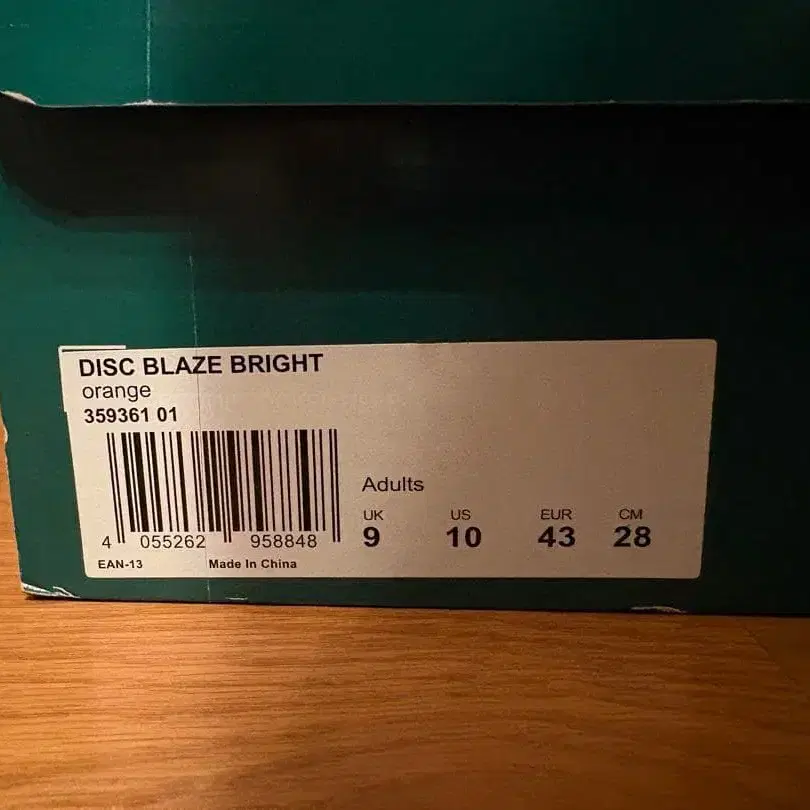 DISC BLAZE BRIGHT
orange
359361 01
Adults
UK US EUR CM
9 10 43 28
4 055262 958848
EAN-13 Made In China